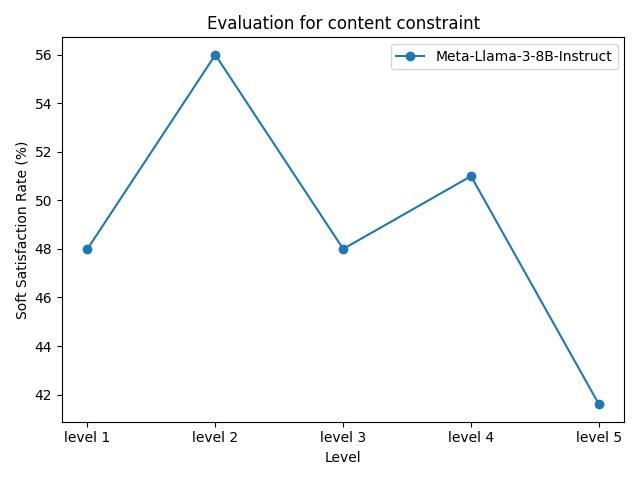 Evaluation for content constraint
Meta-Llama-3-8B-Instruct
Soft Satisfaction Rate (%)
56
54
52
50
48
46
44
42
level 1
level 2
level 3
level 4
level 5
Level